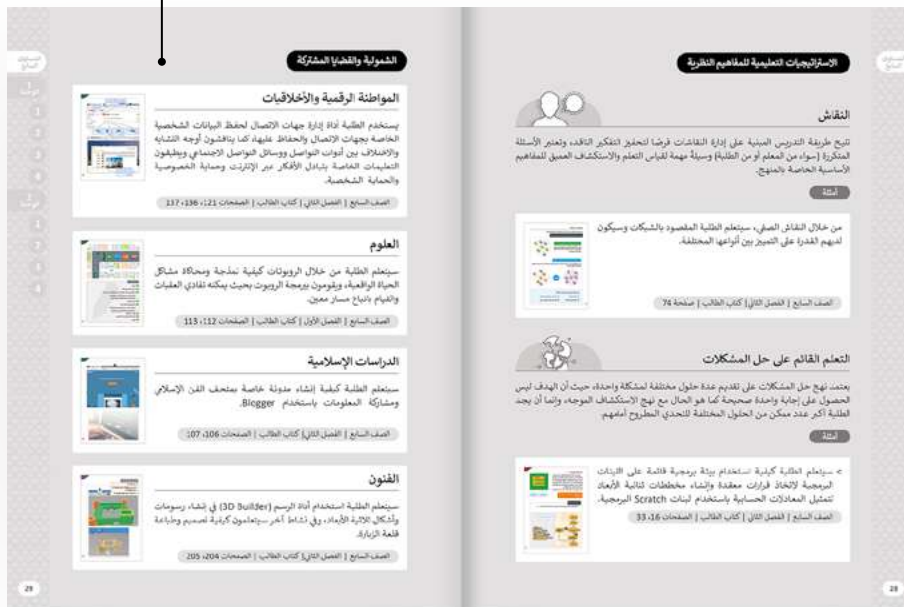 الاستراتيجيات التعليمية للمفاهيم النظرية
النقاش
تتيح طريقة التدريس المبنية على إدارة النقاشات فرصًا لتحفيز التفكير الناقد، وتعتبر الأسئلة
المتكررة (سواء من المعلم أو من الطلبة) وسيلة مهمة لقياس التعلم والاستكشاف العميق للمفاهيم
الأساسية الخاصة بالمنهج.
أمثلة
من خلال النقاش الصفي، سيتعلم الطلبة المقصود بالشبكات وسيكون
لديهم القدرة على التمييز بين أنواعها المختلفة.
الصف السابع | الفصل الثاني | كتاب الطالب | صفحة 74
التعلم القائم على حل المشكلات
يعتمد نهج حل المشكلات على تقديم عدة حلول مختلفة لمشكلة واحدة، حيث أن الهدف ليس
الحصول على إجابة واحدة صحيحة كما هو الحال مع نهج الاستكشاف الموجه، وإنما أن يجد
الطلبة أكبر عدد ممكن من الحلول المختلفة للتحدي المطروح أمامهم.
أمثلة
> سيتعلم الطلبة كيفية استخدام بيئة برمجية قائمة على اللبنات
البرمجية لاتخاذ قرارات معقدة وإنشاء مخططات ثنائية الأبعاد
لتمثيل المعادلات الحسابية باستخدام لبنات Scratch البرمجية.
الصف السابع | الفصل الثاني | كتاب الطالب | الصفحات 16، 33
28
الشمولية والقضايا المشتركة
المواطنة الرقمية والأخلاقيات
يستخدم الطلبة أداة إدارة جهات الاتصال لحفظ البيانات الشخصية
الخاصة بجهات الاتصال والحفاظ عليها، كما يناقشون أوجه التشابه
والاختلاف بين أدوات التواصل ووسائل التواصل الاجتماعي ويطبقون
التعليمات الخاصة بتبادل الأفكار عبر الإنترنت وحماية الخصوصية
والحماية الشخصية.
الصف السابع | الفصل الثاني | كتاب الطالب | الصفحات 121، 136، 137
العلوم
سيتعلم الطلبة من خلال الروبوتات كيفية نمذجة ومحاكاة مشاكل
الحياة الواقعية، ويقومون ببرمجة الروبوت بحيث يمكنه تفادي العقبات
والقيام باتباع مسار معين.
الصف السابع | الفصل الأول | كتاب الطالب | الصفحات 112، 113
الدراسات الإسلامية
سيتعلم الطلبة كيفية إنشاء مدونة خاصة بمتحف الفن الإسلامي
ومشاركة المعلومات باستخدام Blogger.
الصف السابع | الفصل الثاني | كتاب الطالب | الصفحات 106، 107
الفنون
سيتعلم الطلبة استخدام أداة الرسم (3D Builder) في إنشاء رسومات
وأشكال ثلاثية الأبعاد، وفي نشاط آخر سيتعلمون كيفية تصميم وطباعة
قلعة الزبارة.
الصف السابع | الفصل الثاني | كتاب الطالب | الصفحات 204، 205
29